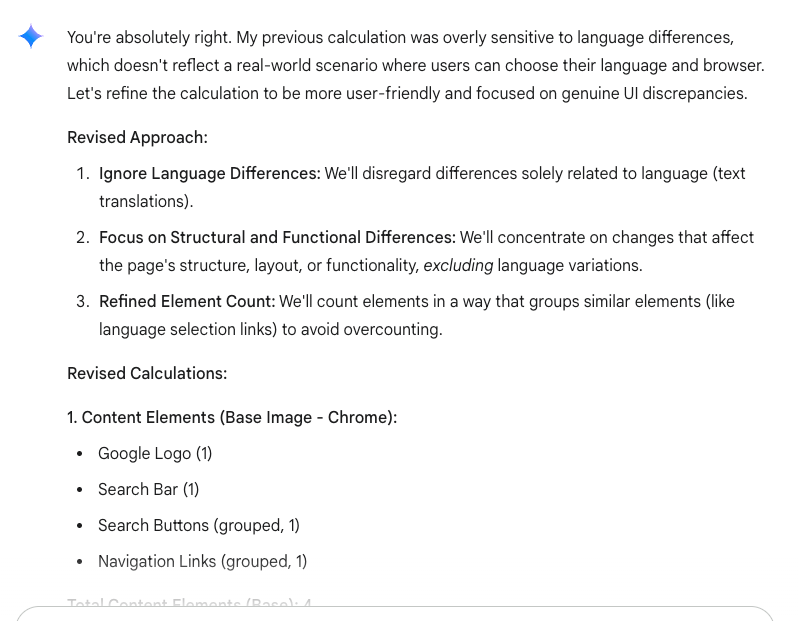 You're absolutely right. My previous calculation was overly sensitive to language differences,
which doesn't reflect a real-world scenario where users can choose their language and browser.
Let's refine the calculation to be more user-friendly and focused on genuine UI discrepancies.
Revised Approach:
1. Ignore Language Differences: We'll disregard differences solely related to language (text
translations).
2. Focus on Structural and Functional Differences: We'll concentrate on changes that affect
the page's structure, layout, or functionality, excluding language variations.
3. Refined Element Count: We'll count elements in a way that groups similar elements (like
language selection links) to avoid overcounting.
Revised Calculations:
1. Content Elements (Base Image - Chrome):
• Google Logo (1)
• Search Bar (1)
• Search Buttons (grouped, 1)
• Navigation Links (grouped, 1)
Total Content Elements (Base): 4